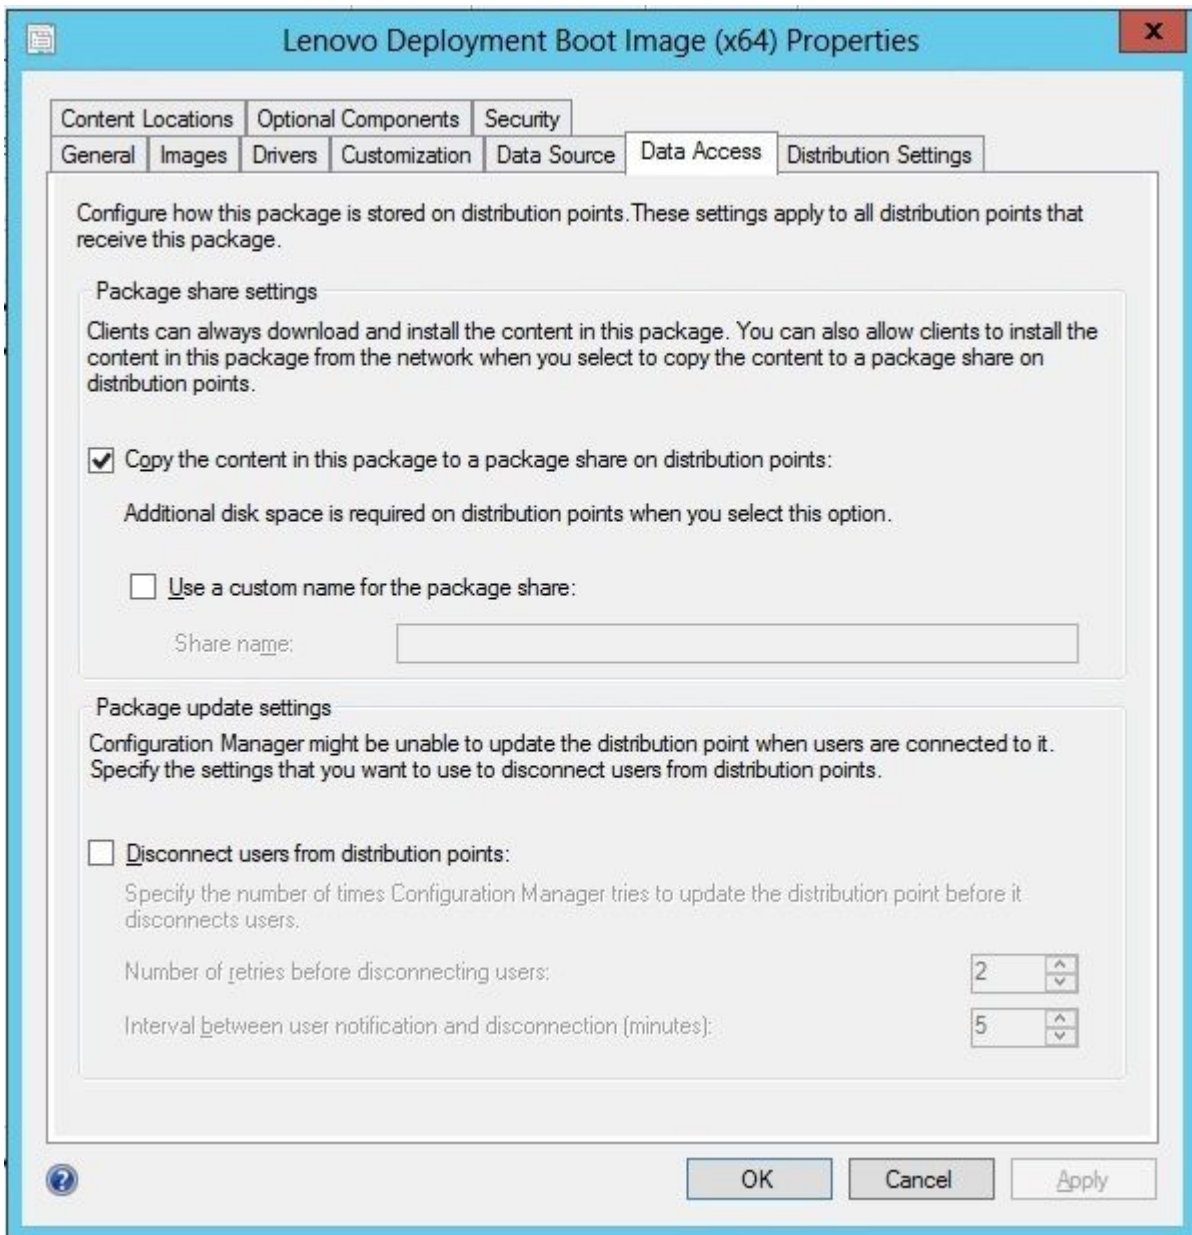 Lenovo Deployment Boot Image (x64) Properties
x
Content Locations Optional Components Security
General Images Drivers Customization Data Source Data Access Distribution Settings
Configure how this package is stored on distribution points.These settings apply to all distribution points that
receive this package.
Package share settings
Clients can always download and install the content in this package. You can also allow clients to install the
content in this package from the network when you select to copy the content to a package share on
distribution points.
Copy the content in this package to a package share on distribution points:
Additional disk space is required on distribution points when you select this option.
Use a custom name for the package share:
Share name:
Package update settings
Configuration Manager might be unable to update the distribution point when users are connected to it.
Specify the settings that you want to use to disconnect users from distribution points.
Disconnect users from distribution points:
Specify the number of times Configuration Manager tries to update the distribution point before it
disconnects users.
Number of retries before disconnecting users: 2
Interval between user notification and disconnection (minutes): 5
? OK Cancel Apply